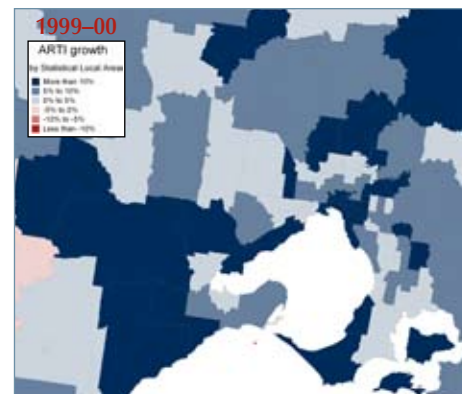 1999–00
ARTI growth
by Statistical Local Areas
More than 10%
5% to 10%
0% to 5%
-5% to 0%
-10% to -5%
Less than -10%